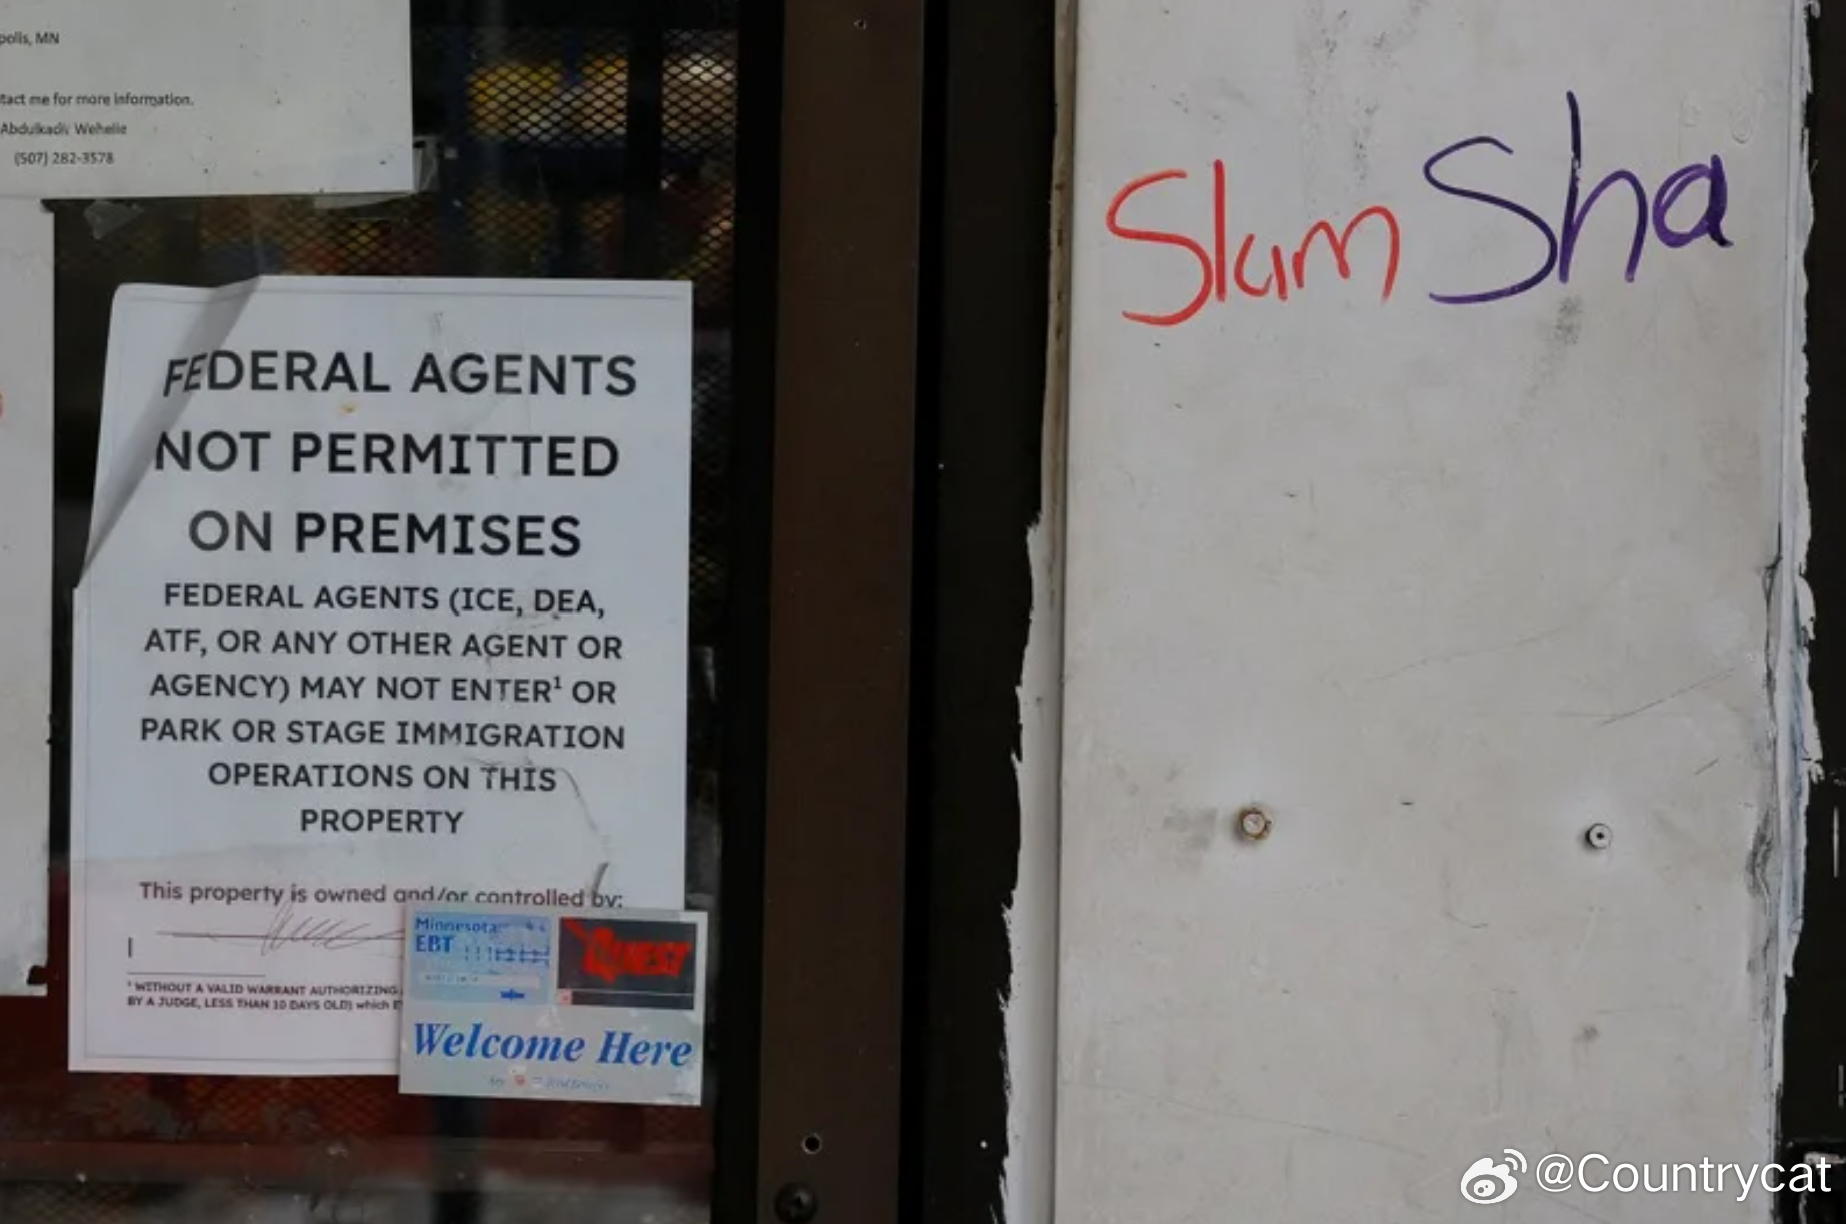 polis, MN
tact me for more information.
Abdulkadir Wehelie
(507) 282-3578
FEDERAL AGENTS
NOT PERMITTED
ON PREMISES
FEDERAL AGENTS (ICE, DEA,
ATF, OR ANY OTHER AGENT OR
AGENCY) MAY NOT ENTER¹ OR
PARK OR STAGE IMMIGRATION
OPERATIONS ON THIS
PROPERTY
This property is owned and/or controlled by:
¹ WITHOUT A VALID WARRANT AUTHORIZING
BY A JUDGE, LESS THAN 10 DAYS OLD) which
Minnesota
EBT
QUEST
Welcome Here
Slum Sha
@Countrycat